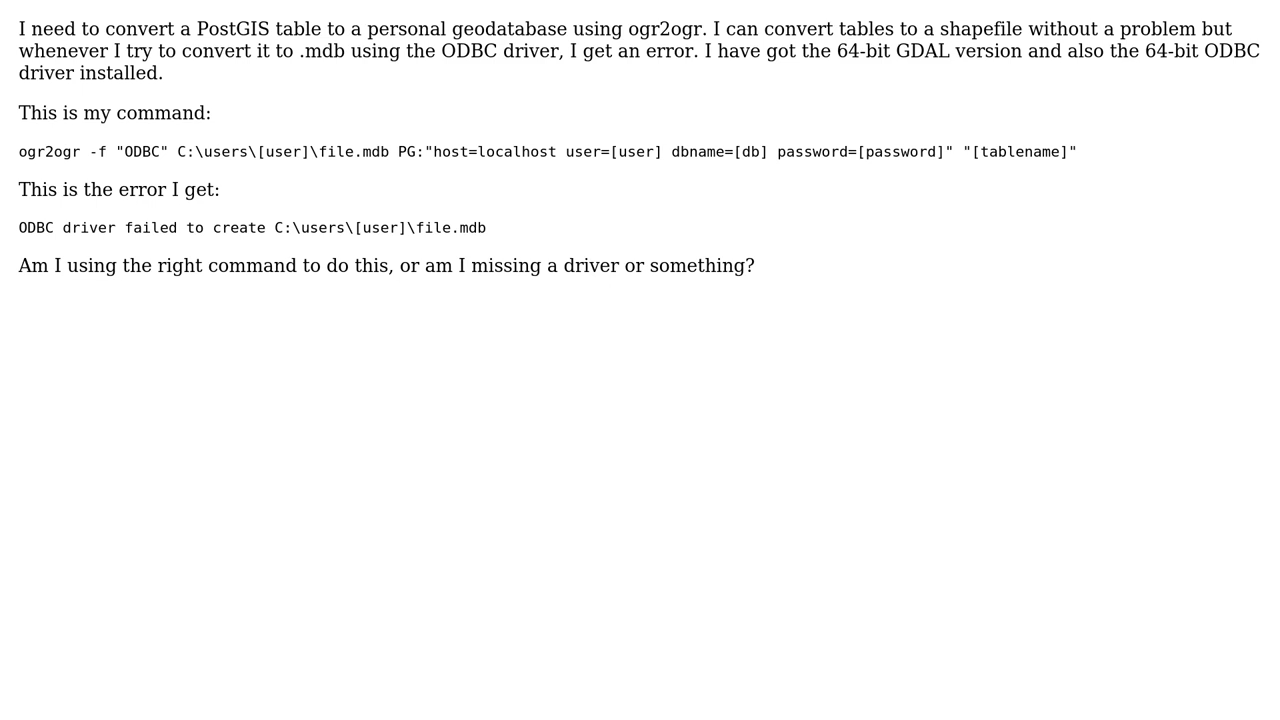 I need to convert a PostGIS table to a personal geodatabase using ogr2ogr. I can convert tables to a shapefile without a problem but
whenever I try to convert it to .mdb using the ODBC driver, I get an error. I have got the 64-bit GDAL version and also the 64-bit ODBC
driver installed.
This is my command:
ogr2ogr -f "ODBC" C:\users\[user]\file.mdb PG:"host=localhost user=[user] dbname=[db] password=[password]" "[tablename]"
This is the error I get:
ODBC driver failed to create C:\users\[user]\file.mdb
Am I using the right command to do this, or am I missing a driver or something?